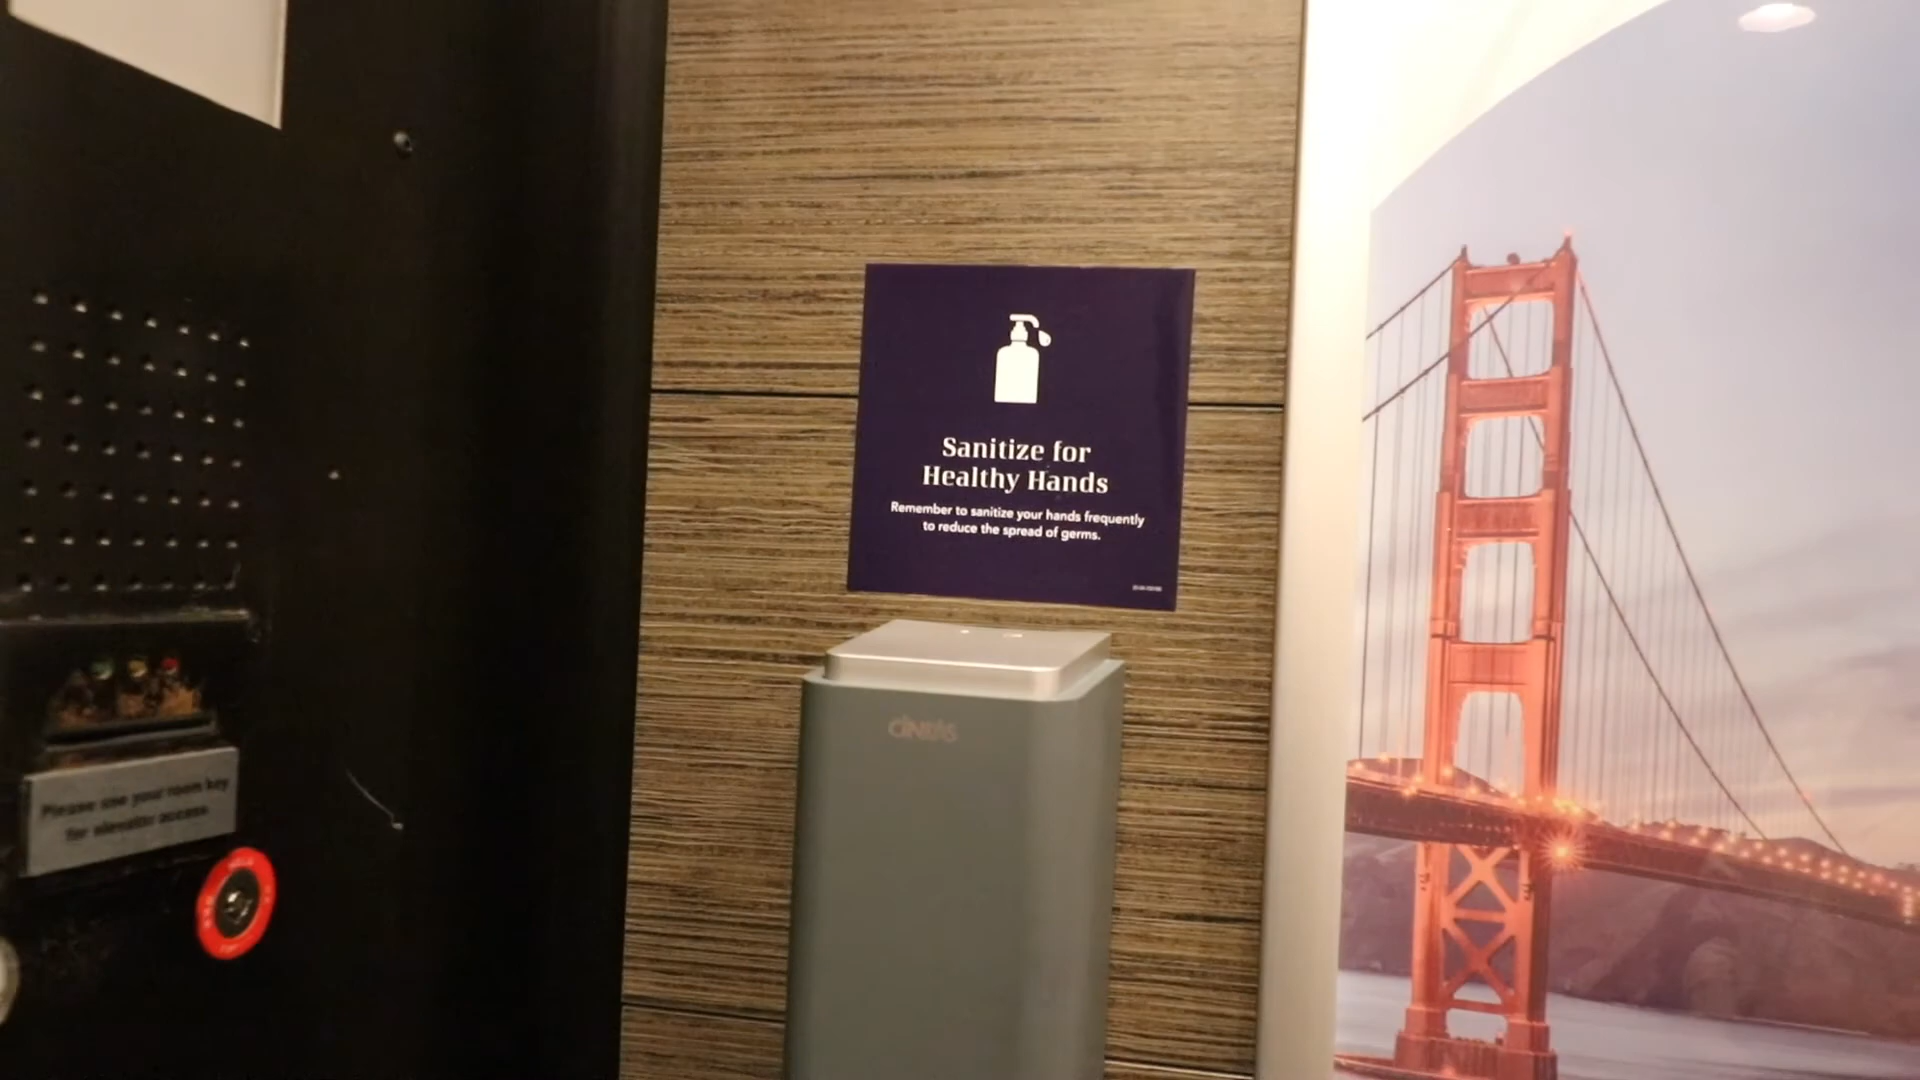 Sanitize for
Healthy Hands
Remember to sanitize your hands frequently
to reduce the spread of germs.
Please use your room key
for elevator access